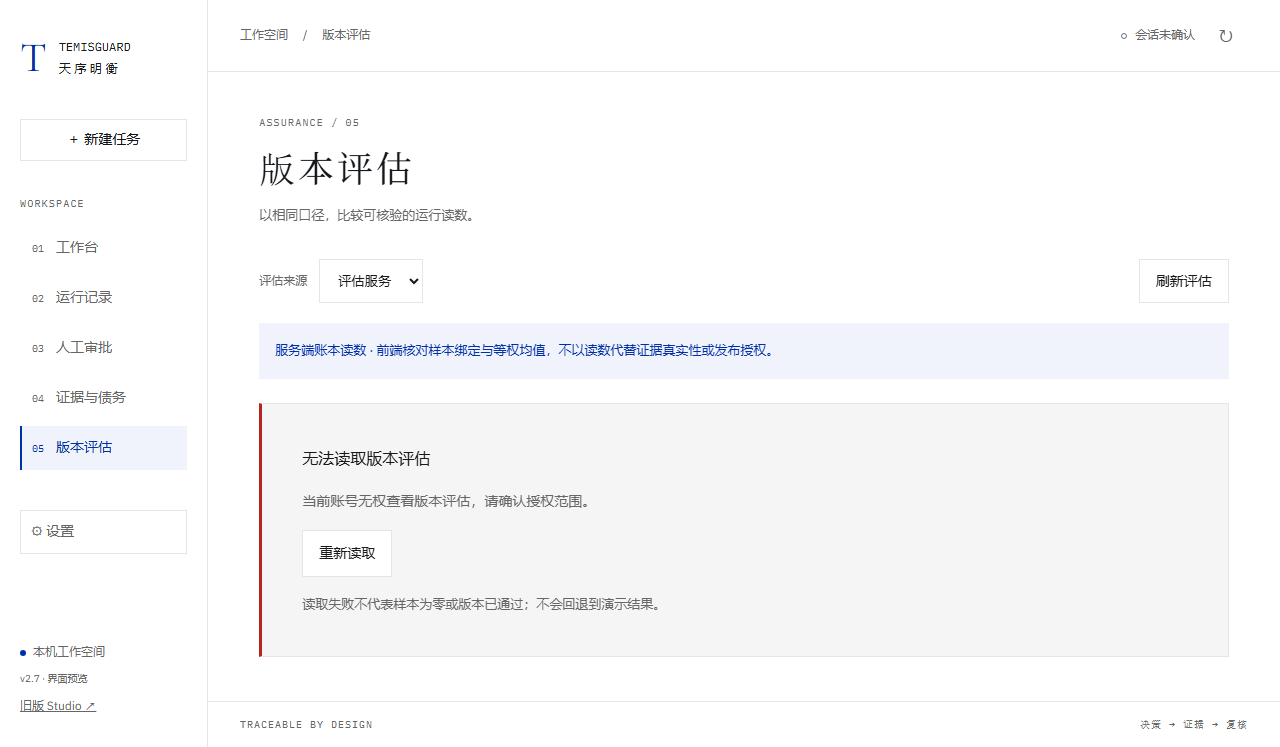 T
TEMISGUARD
天序明衡
+ 新建任务
WORKSPACE
01 工作台
02 运行记录
03 人工审批
04 证据与债务
05 版本评估
⚙ 设置
本机工作空间
v2.7 · 界面预览
旧版 Studio ↗
工作空间 / 版本评估
会话未确认 ↻
ASSURANCE / 05
版本评估
以相同口径，比较可核验的运行读数。
评估来源 评估服务
刷新评估
服务端账本读数 · 前端核对样本绑定与等权均值，不以读数代替证据真实性或发布授权。
无法读取版本评估
当前账号无权查看版本评估，请确认授权范围。
重新读取
读取失败不代表样本为零或版本已通过；不会回退到演示结果。
TRACEABLE BY DESIGN
决策 → 证据 → 复核